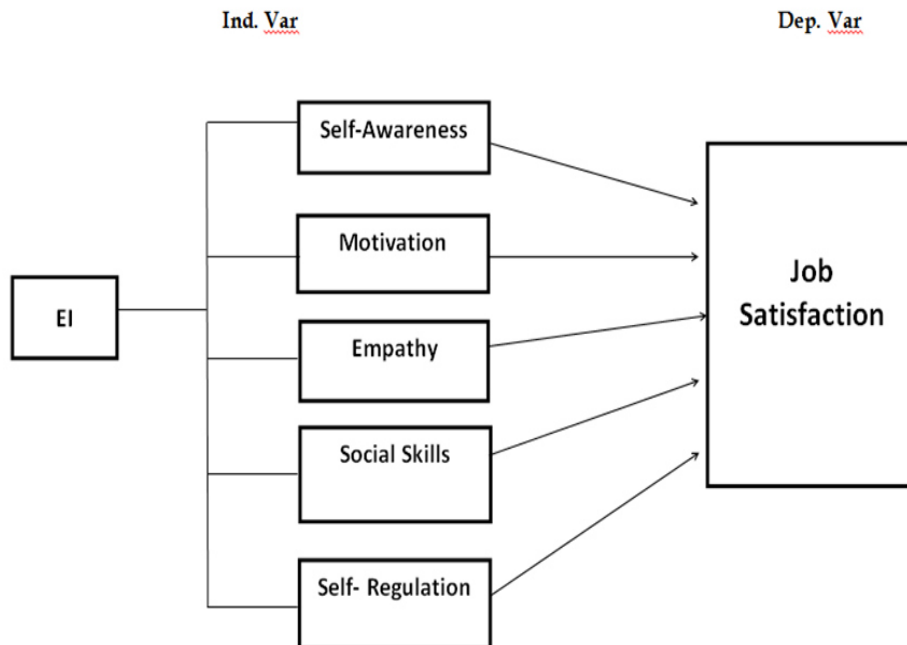 Ind. Var
Dep. Var
Self-Awareness
Motivation
EI
Empathy
Social Skills
Self- Regulation
Job
Satisfaction